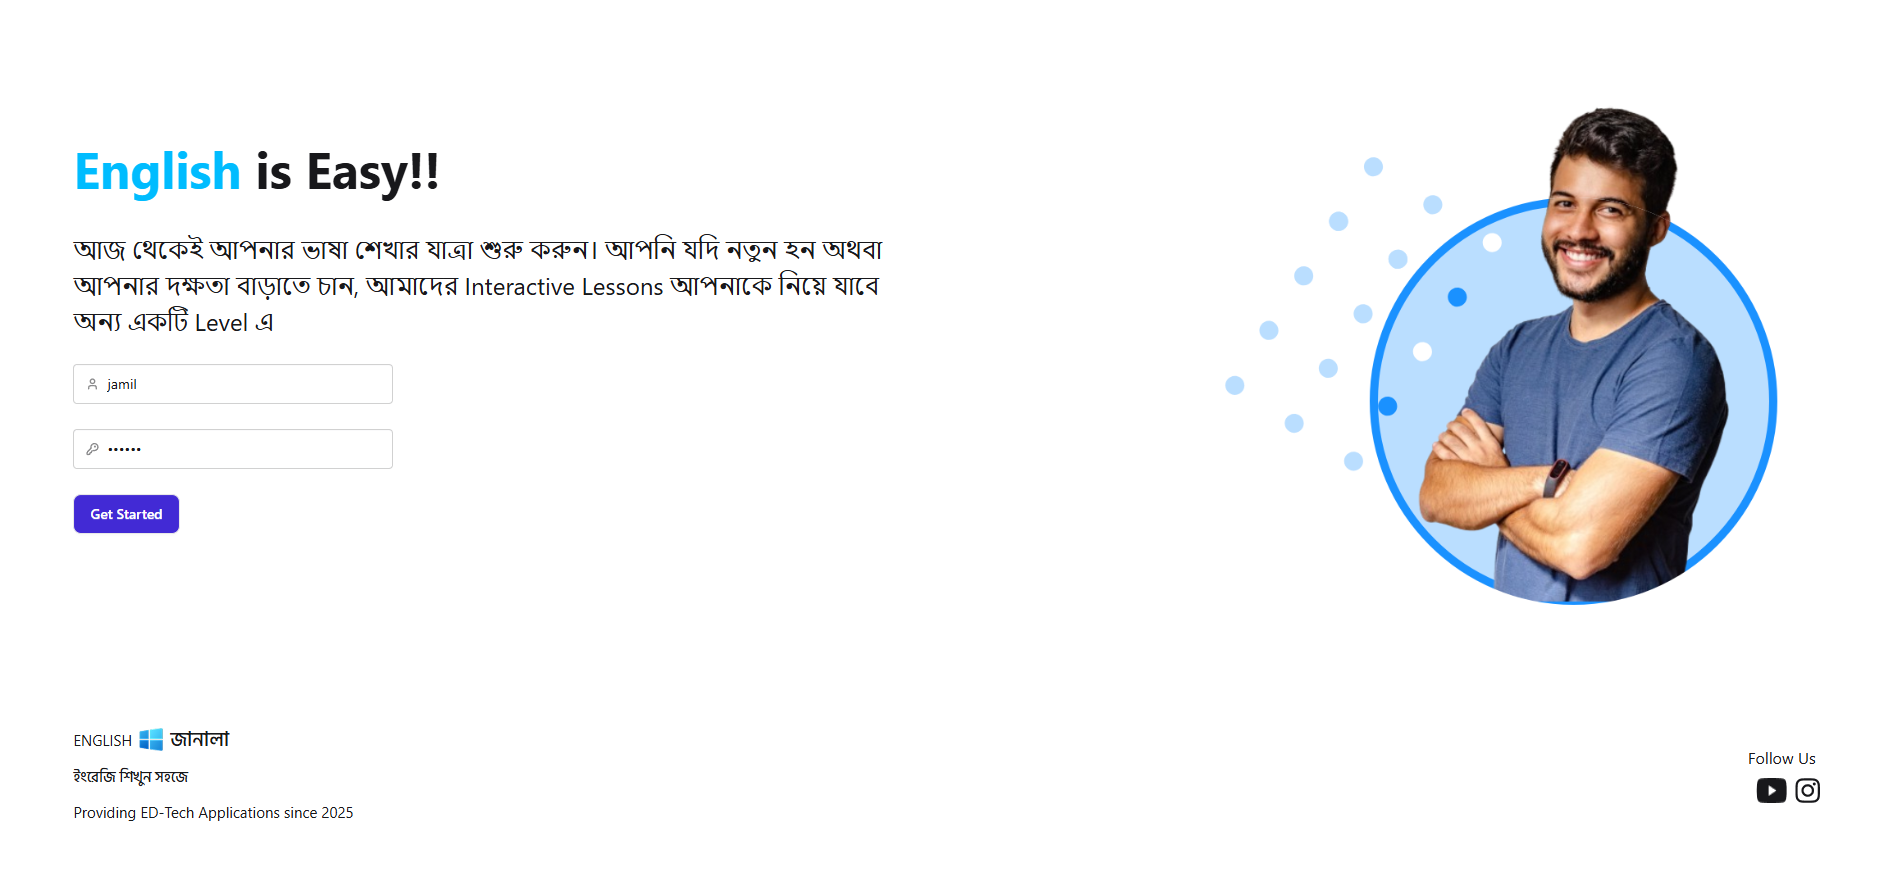 English is Easy!!
আজ থেকেই আপনার ভাষা শেখার যাত্রা শুরু করুন। আপনি যদি নতুন হন অথবা
আপনার দক্ষতা বাড়াতে চান, আমাদের Interactive Lessons আপনাকে নিয়ে যাবে
অন্য একটি Level এ
jamil
••••••
Get Started
ENGLISH জানালা
ইংরেজি শিখুন সহজে
Providing ED-Tech Applications since 2025
Follow Us